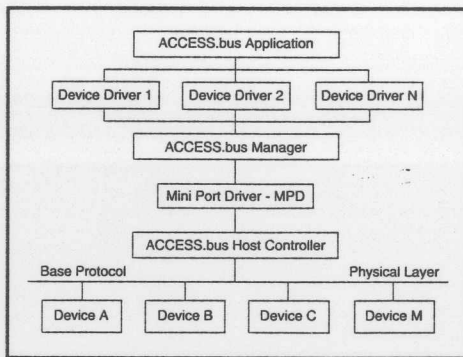 ACCESS.bus Application
Device Driver 1 Device Driver 2 Device Driver N
ACCESS.bus Manager
Mini Port Driver - MPD
ACCESS.bus Host Controller
Base Protocol Physical Layer
Device A Device B Device C Device M